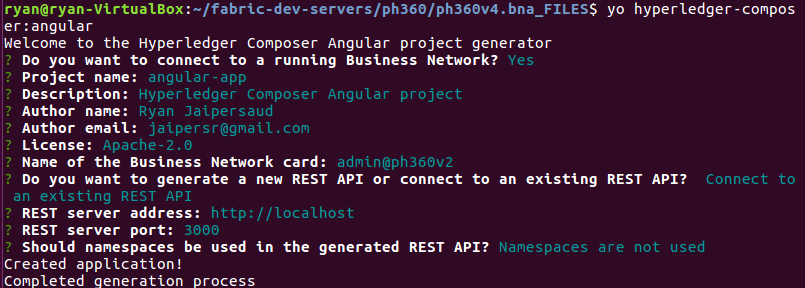 ryan@ryan-VirtualBox:~/fabric-dev-servers/ph360/ph360v4.bna_FILES$ yo hyperledger-compos
er:angular
Welcome to the Hyperledger Composer Angular project generator
? Do you want to connect to a running Business Network? Yes
? Project name: angular-app
? Description: Hyperledger Composer Angular project
? Author name: Ryan Jaipersaud
? Author email: jaipersr@gmail.com
? License: Apache-2.0
? Name of the Business Network card: admin@ph360v2
? Do you want to generate a new REST API or connect to an existing REST API?  Connect to
 an existing REST API
? REST server address: http://localhost
? REST server port: 3000
? Should namespaces be used in the generated REST API? Namespaces are not used
Created application!
Completed generation process